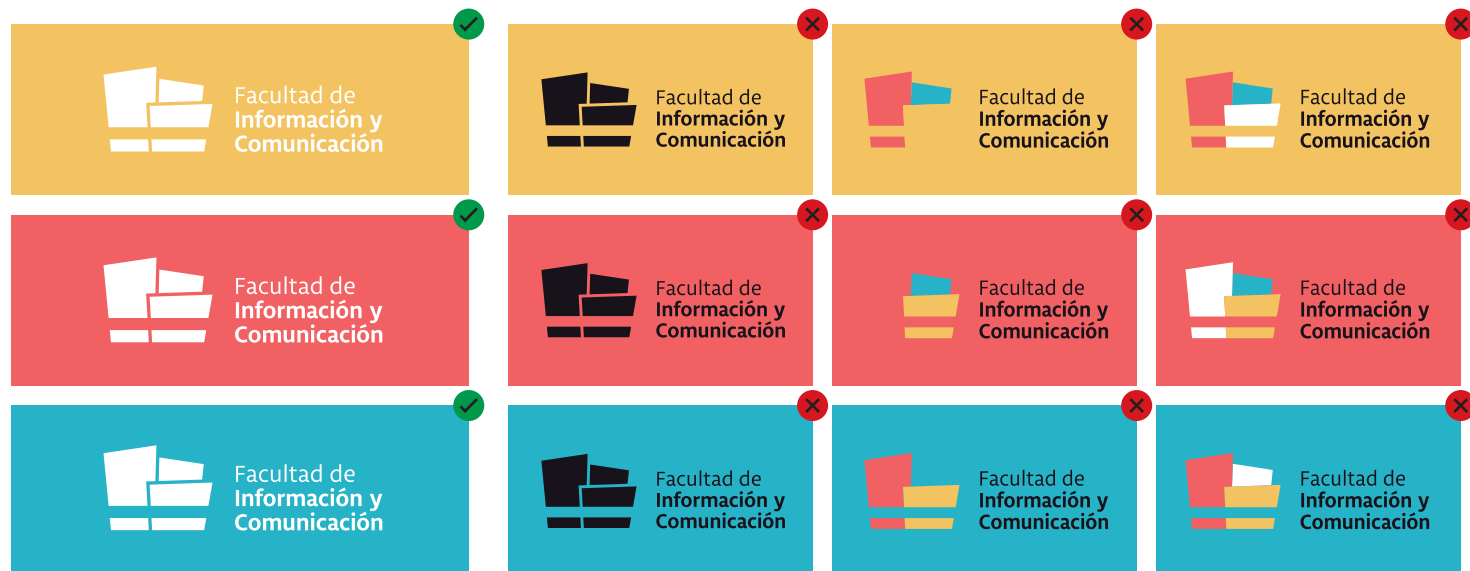 Facultad de
Información y
Comunicación
Facultad de
Información y
Comunicación
Facultad de
Información y
Comunicación
Facultad de
Información y
Comunicación
Facultad de
Información y
Comunicación
Facultad de
Información y
Comunicación
Facultad de
Información y
Comunicación
Facultad de
Información y
Comunicación
Facultad de
Información y
Comunicación
Facultad de
Información y
Comunicación
Facultad de
Información y
Comunicación
Facultad de
Información y
Comunicación